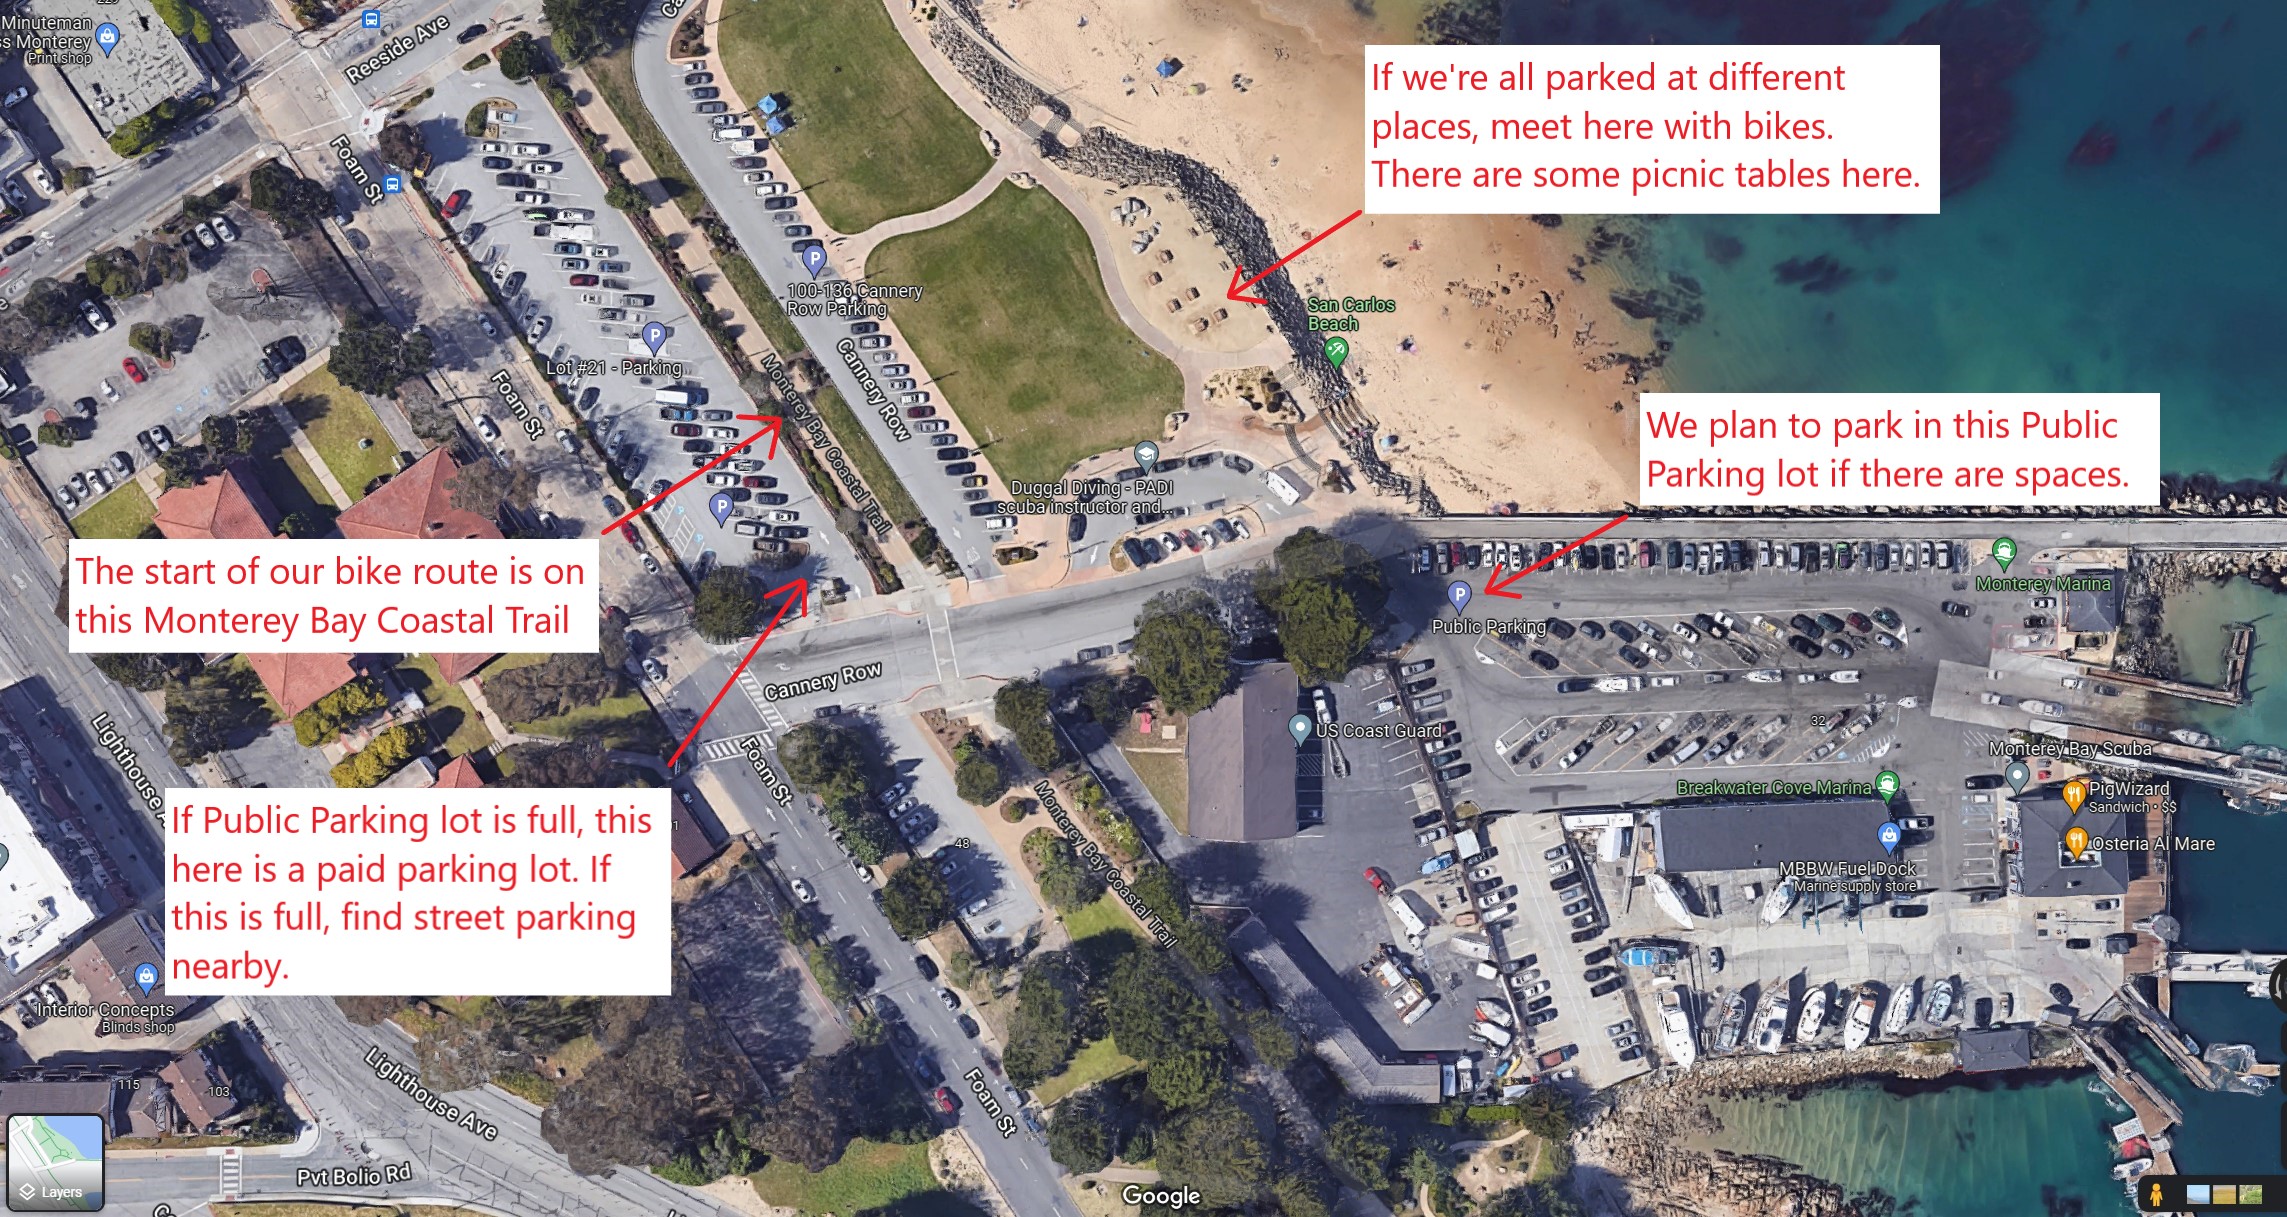 Minuteman
ss Monterey
Print shop
Reeside Ave
Foam St
If we're all parked at different
places, meet here with bikes.
There are some picnic tables here.
100-136 Cannery
Row Parking
San Carlos
Beach
Lot #21 - Parking
Cannery Row
Monterey Bay Coastal Trail
Foam St
We plan to park in this Public
Parking lot if there are spaces.
Duggal Diving - PADI
scuba instructor and...
The start of our bike route is on
this Monterey Bay Coastal Trail
Monterey Marina
Public Parking
Cannery Row
US Coast Guard
32
Monterey Bay Scuba
Breakwater Cove Marina
PigWizard
Sandwich • $$
Osteria Al Mare
MBBW Fuel Dock
Marine supply store
Foam St
48
Monterey Bay Coastal Trail
Lighthouse A
If Public Parking lot is full, this
here is a paid parking lot. If
this is full, find street parking
nearby.
Interior Concepts
Blinds shop
115
103
Lighthouse Ave
Foam St
Pvt Bolio Rd
Layers
Google